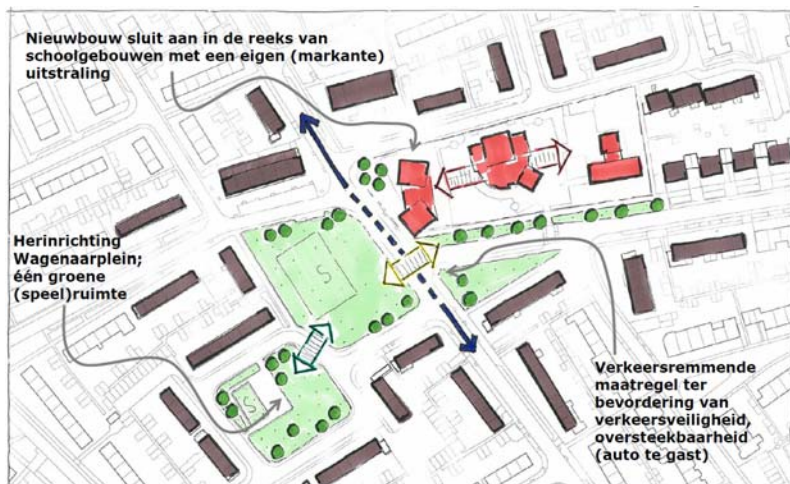 Nieuwbouw sluit aan in de reeks van
schoolgebouwen met een eigen (markante)
uitstraling
Herinrichting
Wagenaarplein;
één groene
(speel)ruimte
S
S
Verkeersremmende
maatregel ter
bevordering van
verkeersveiligheid,
oversteekbaarheid
(auto te gast)